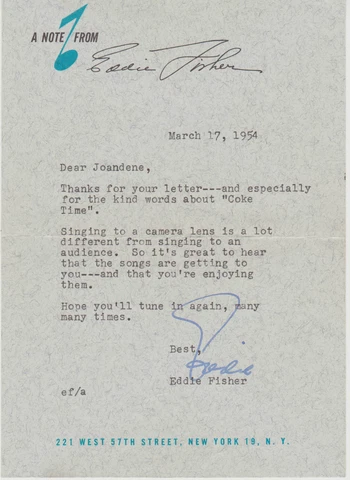 A NOTE FROM
Eddie Fisher
March 17, 1954
Dear Joandene,
Thanks for your letter---and especially
for the kind words about "Coke
Time".
Singing to a camera lens is a lot
different from singing to an
audience. So it's great to hear
that the songs are getting to
you---and that you're enjoying
them.
Hope you'll tune in again, many
many times.
Best,
Eddie
Eddie Fisher
ef/a
221 WEST 57TH STREET, NEW YORK 19, N. Y.